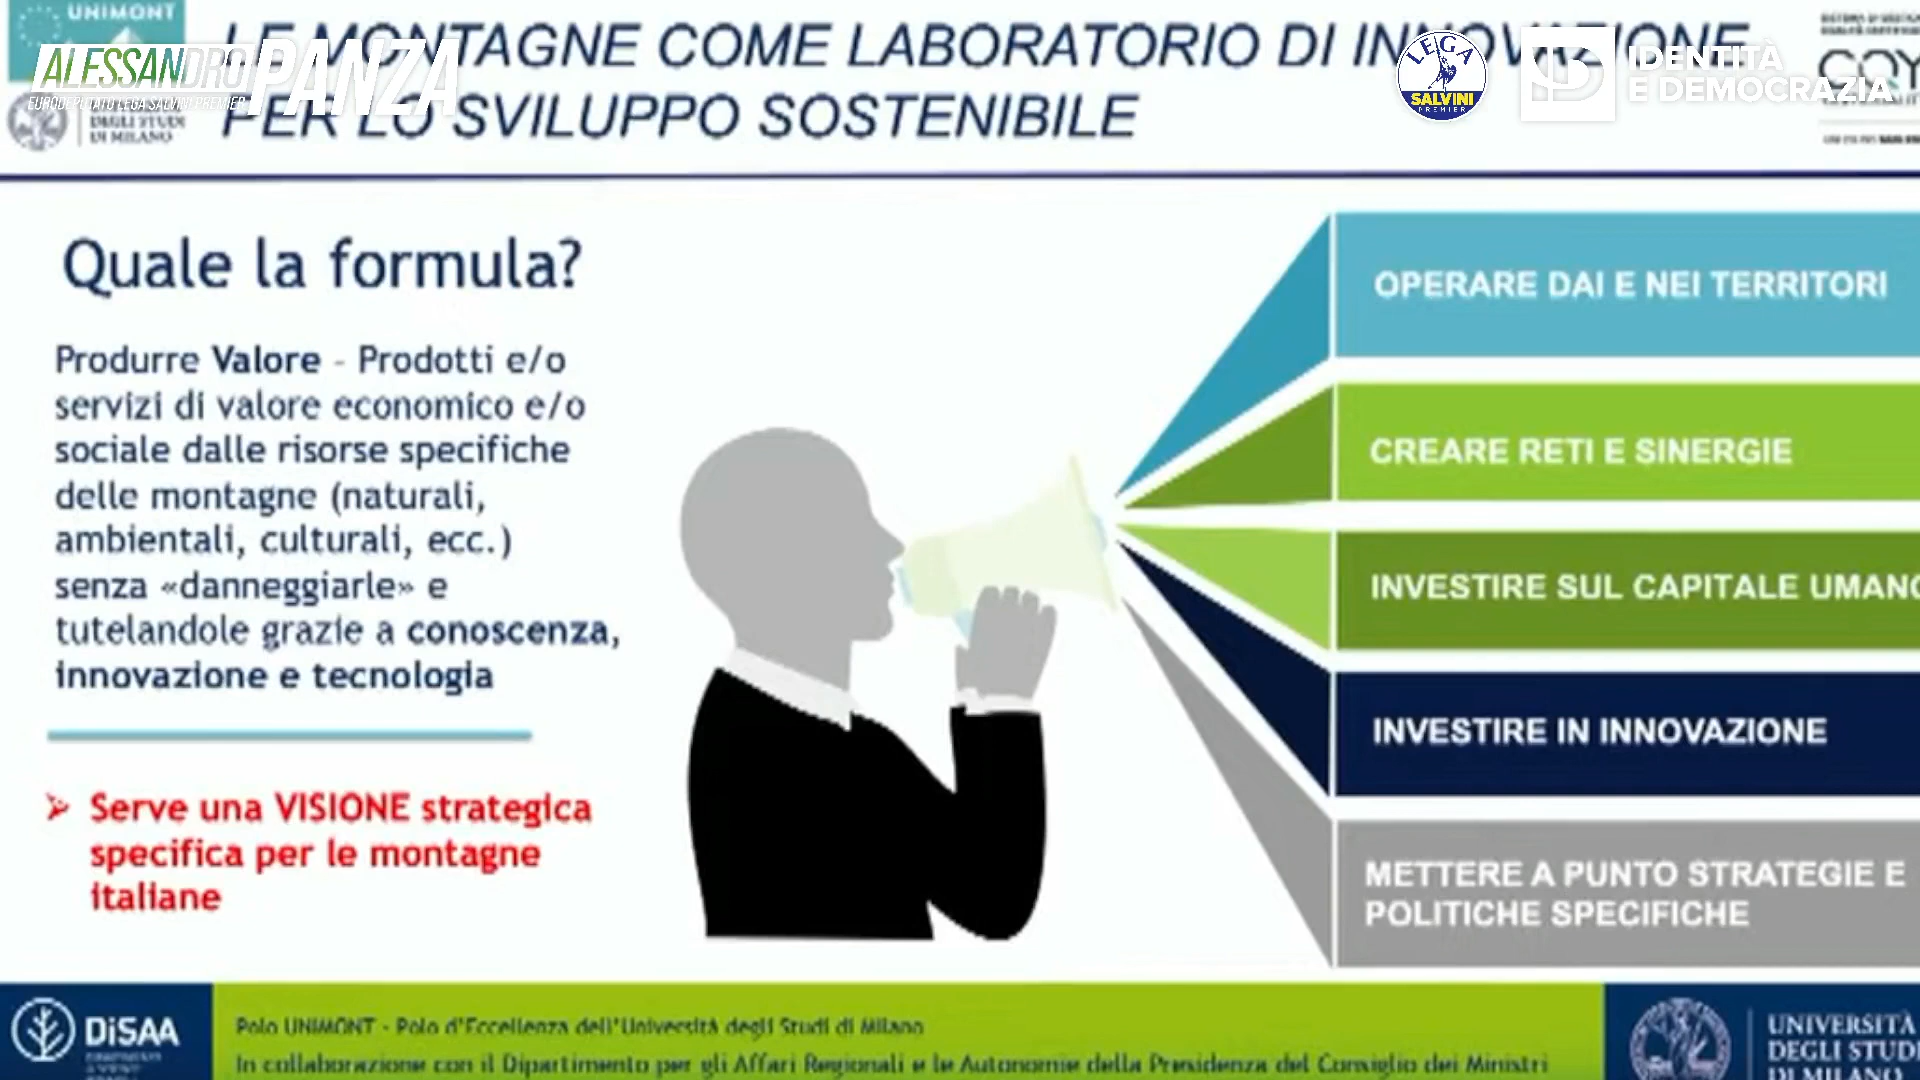 UNIMONT
ALESSANDRO PANZA
EURODEPUTATO LEGA SALVINI PREMIER
DEGLI STUDI
DI MILANO
LE MONTAGNE COME LABORATORIO DI INNOVAZIONE
PER LO SVILUPPO SOSTENIBILE
LEGA
SALVINI
PREMIER
ID
IDENTITÀ
E DEMOCRAZIA
Quale la formula?
Produrre Valore - Prodotti e/o
servizi di valore economico e/o
sociale dalle risorse specifiche
delle montagne (naturali,
ambientali, culturali, ecc.)
senza «danneggiarle» e
tutelandole grazie a conoscenza,
innovazione e tecnologia
➢ Serve una VISIONE strategica
specifica per le montagne
italiane
OPERARE DAI E NEI TERRITORI
CREARE RETI E SINERGIE
INVESTIRE SUL CAPITALE UMANO
INVESTIRE IN INNOVAZIONE
METTERE A PUNTO STRATEGIE E
POLITICHE SPECIFICHE
DiSAA
Polo UNIMONT - Polo d'Eccellenza dell'Università degli Studi di Milano
In collaborazione con il Dipartimento per gli Affari Regionali e le Autonomie della Presidenza del Consiglio dei Ministri
UNIVERSITÀ
DEGLI STUDI
DI MILANO